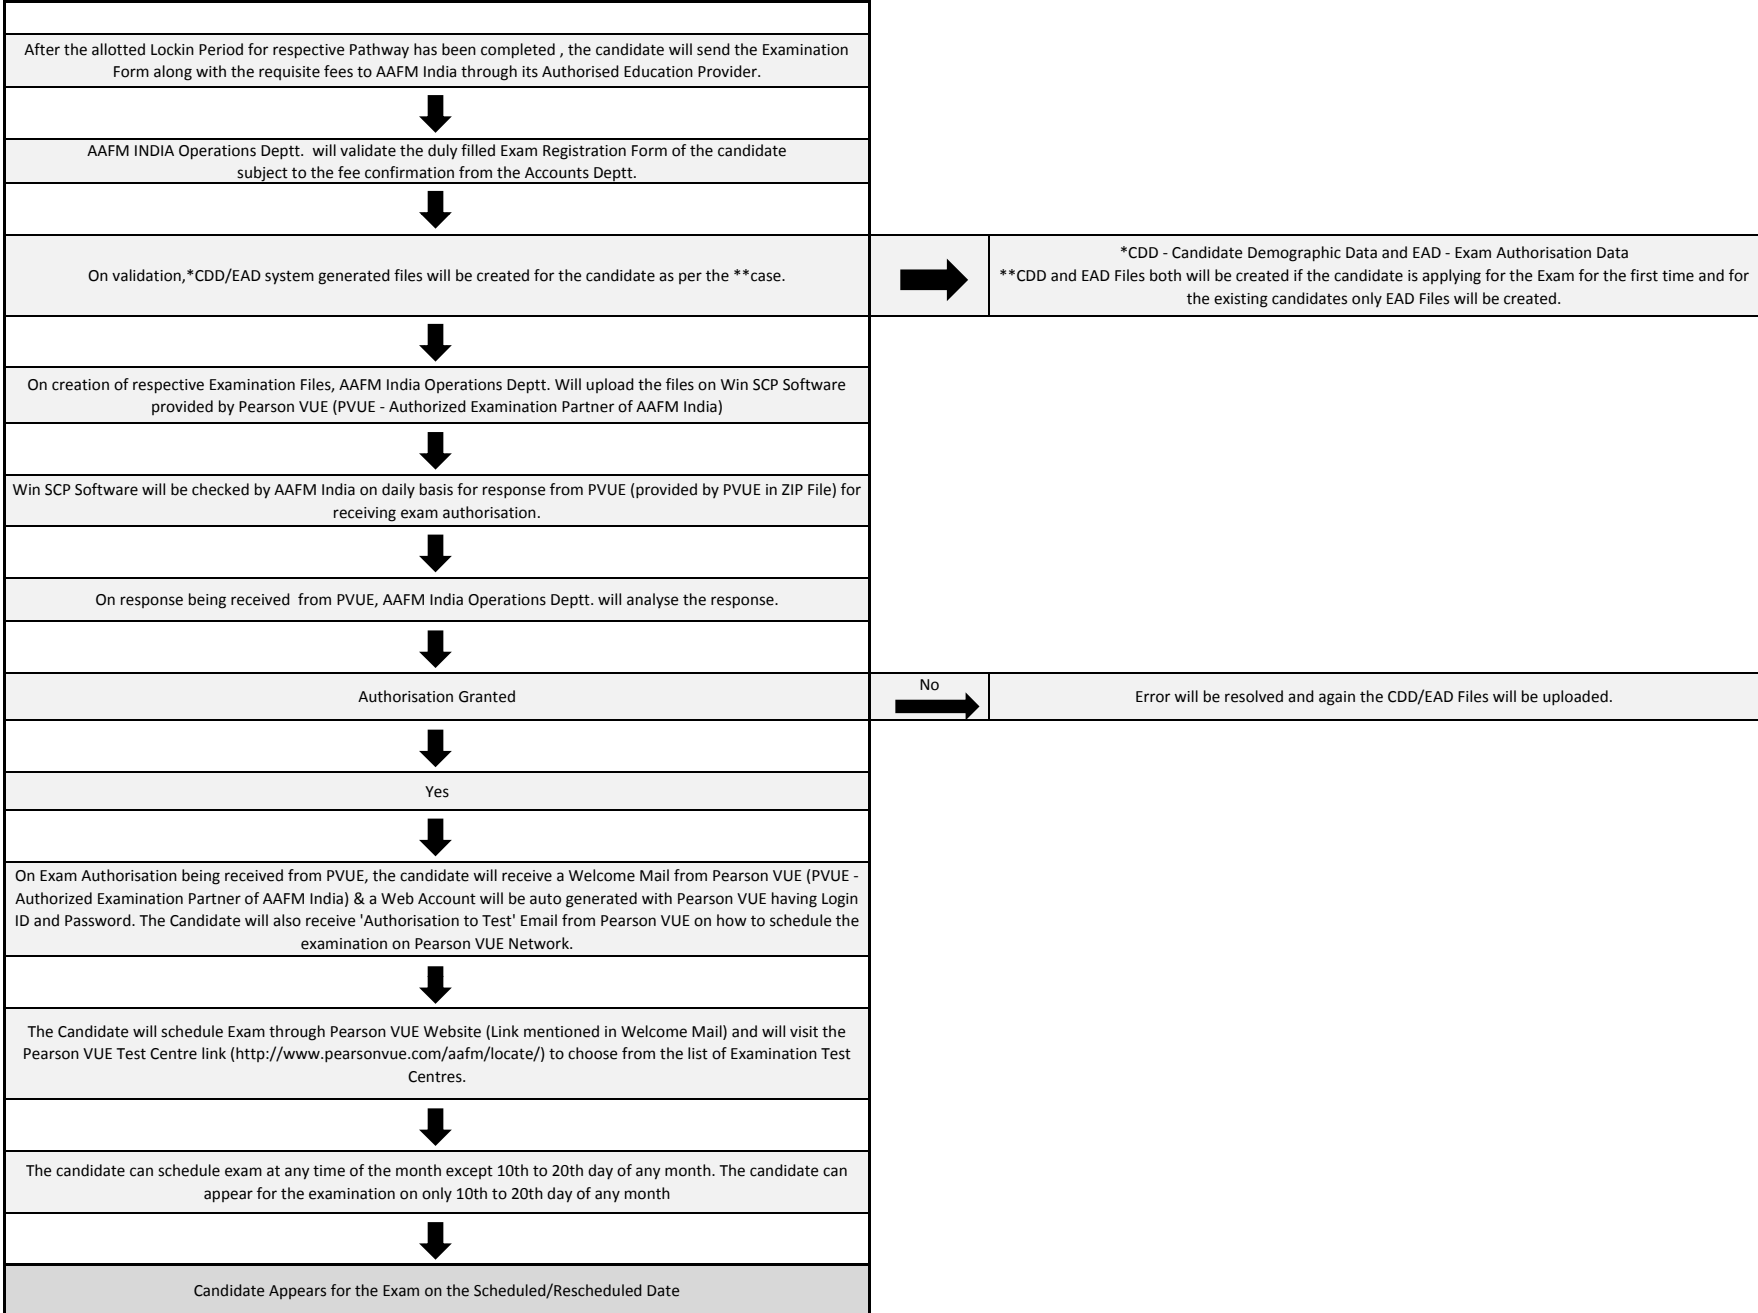 After the allotted Lockin Period for respective Pathway has been completed , the candidate will send the Examination
Form along with the requisite fees to AAFM India through its Authorised Education Provider.
AAFM INDIA Operations Deptt.  will validate the duly filled Exam Registration Form of the candidate
subject to the fee confirmation from the Accounts Deptt.
On validation,*CDD/EAD system generated files will be created for the candidate as per the **case.
*CDD - Candidate Demographic Data and EAD - Exam Authorisation Data
**CDD and EAD Files both will be created if the candidate is applying for the Exam for the first time and for
the existing candidates only EAD Files will be created.
On creation of respective Examination Files, AAFM India Operations Deptt. Will upload the files on Win SCP Software
provided by Pearson VUE (PVUE - Authorized Examination Partner of AAFM India)
Win SCP Software will be checked by AAFM India on daily basis for response from PVUE (provided by PVUE in ZIP File) for
receiving exam authorisation.
On response being received  from PVUE, AAFM India Operations Deptt. will analyse the response.
Authorisation Granted
No
Error will be resolved and again the CDD/EAD Files will be uploaded.
Yes
On Exam Authorisation being received from PVUE, the candidate will receive a Welcome Mail from Pearson VUE (PVUE -
Authorized Examination Partner of AAFM India) & a Web Account will be auto generated with Pearson VUE having Login
ID and Password. The Candidate will also receive 'Authorisation to Test' Email from Pearson VUE on how to schedule the
examination on Pearson VUE Network.
The Candidate will schedule Exam through Pearson VUE Website (Link mentioned in Welcome Mail) and will visit the
Pearson VUE Test Centre link (http://www.pearsonvue.com/aafm/locate/) to choose from the list of Examination Test
Centres.
The candidate can schedule exam at any time of the month except 10th to 20th day of any month. The candidate can
appear for the examination on only 10th to 20th day of any month
Candidate Appears for the Exam on the Scheduled/Rescheduled Date